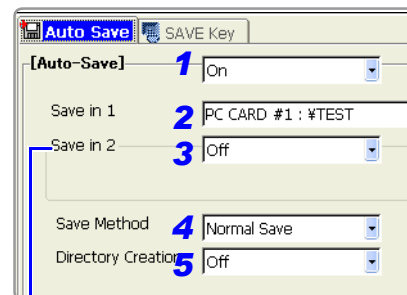 Auto Save SAVE Key
[Auto-Save] 1 On
Save in 1 2 PC CARD #1 : ¥TEST
Save in 2 3 Off
Save Method 4 Normal Save
Directory Creation 5 Off